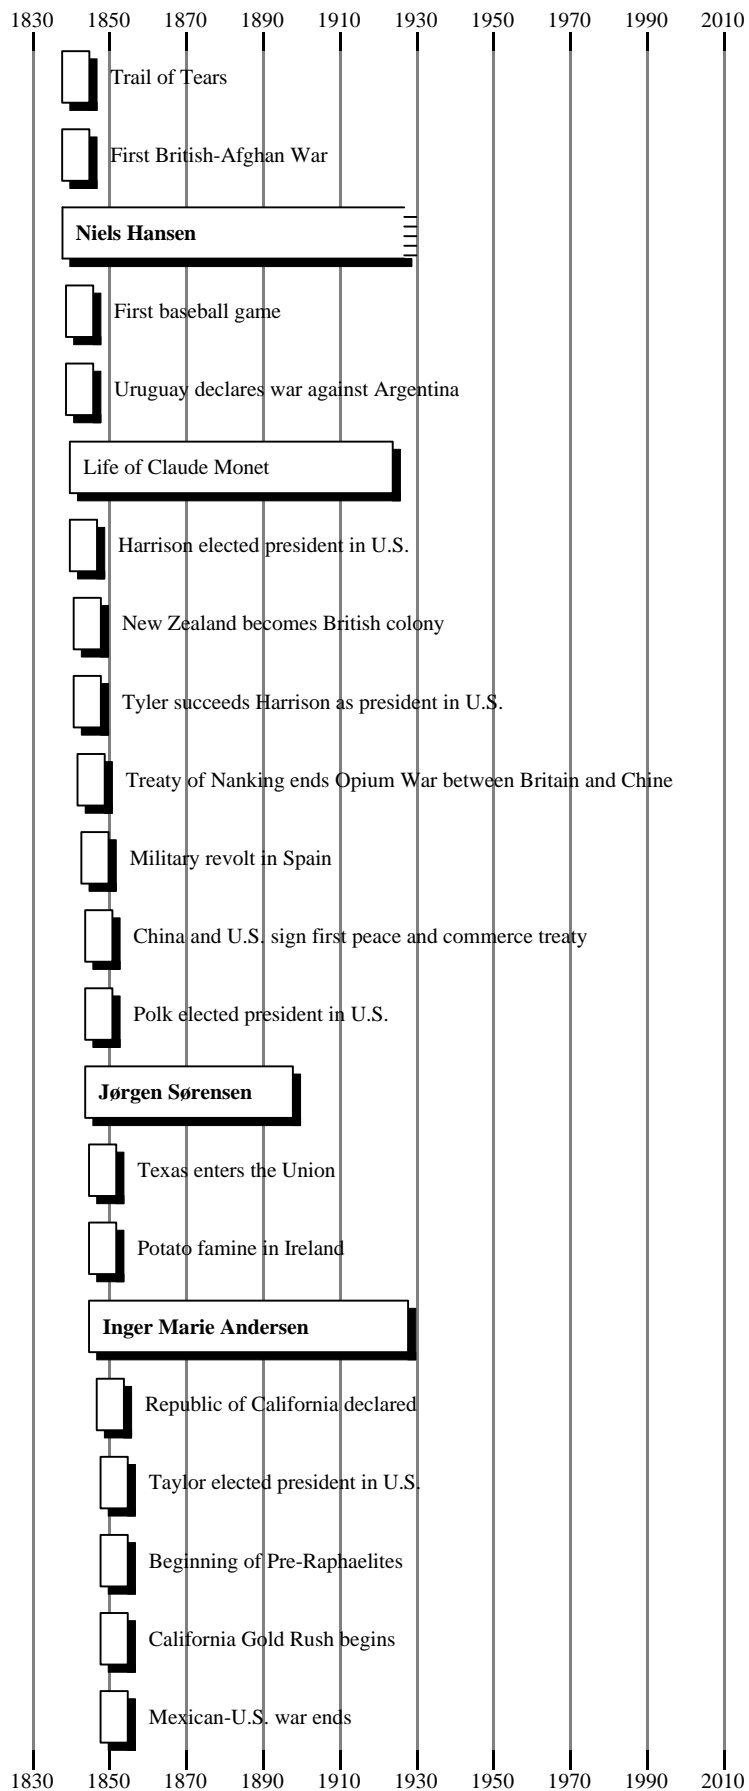 1830 1850 1870 1890 1910 1930 1950 1970 1990 2010
Trail of Tears
First British-Afghan War
Niels Hansen
First baseball game
Uruguay declares war against Argentina
Life of Claude Monet
Harrison elected president in U.S.
New Zealand becomes British colony
Tyler succeeds Harrison as president in U.S.
Treaty of Nanking ends Opium War between Britain and Chine
Military revolt in Spain
China and U.S. sign first peace and commerce treaty
Polk elected president in U.S.
Jørgen Sørensen
Texas enters the Union
Potato famine in Ireland
Inger Marie Andersen
Republic of California declared
Taylor elected president in U.S.
Beginning of Pre-Raphaelites
California Gold Rush begins
Mexican-U.S. war ends
1830 1850 1870 1890 1910 1930 1950 1970 1990 2010